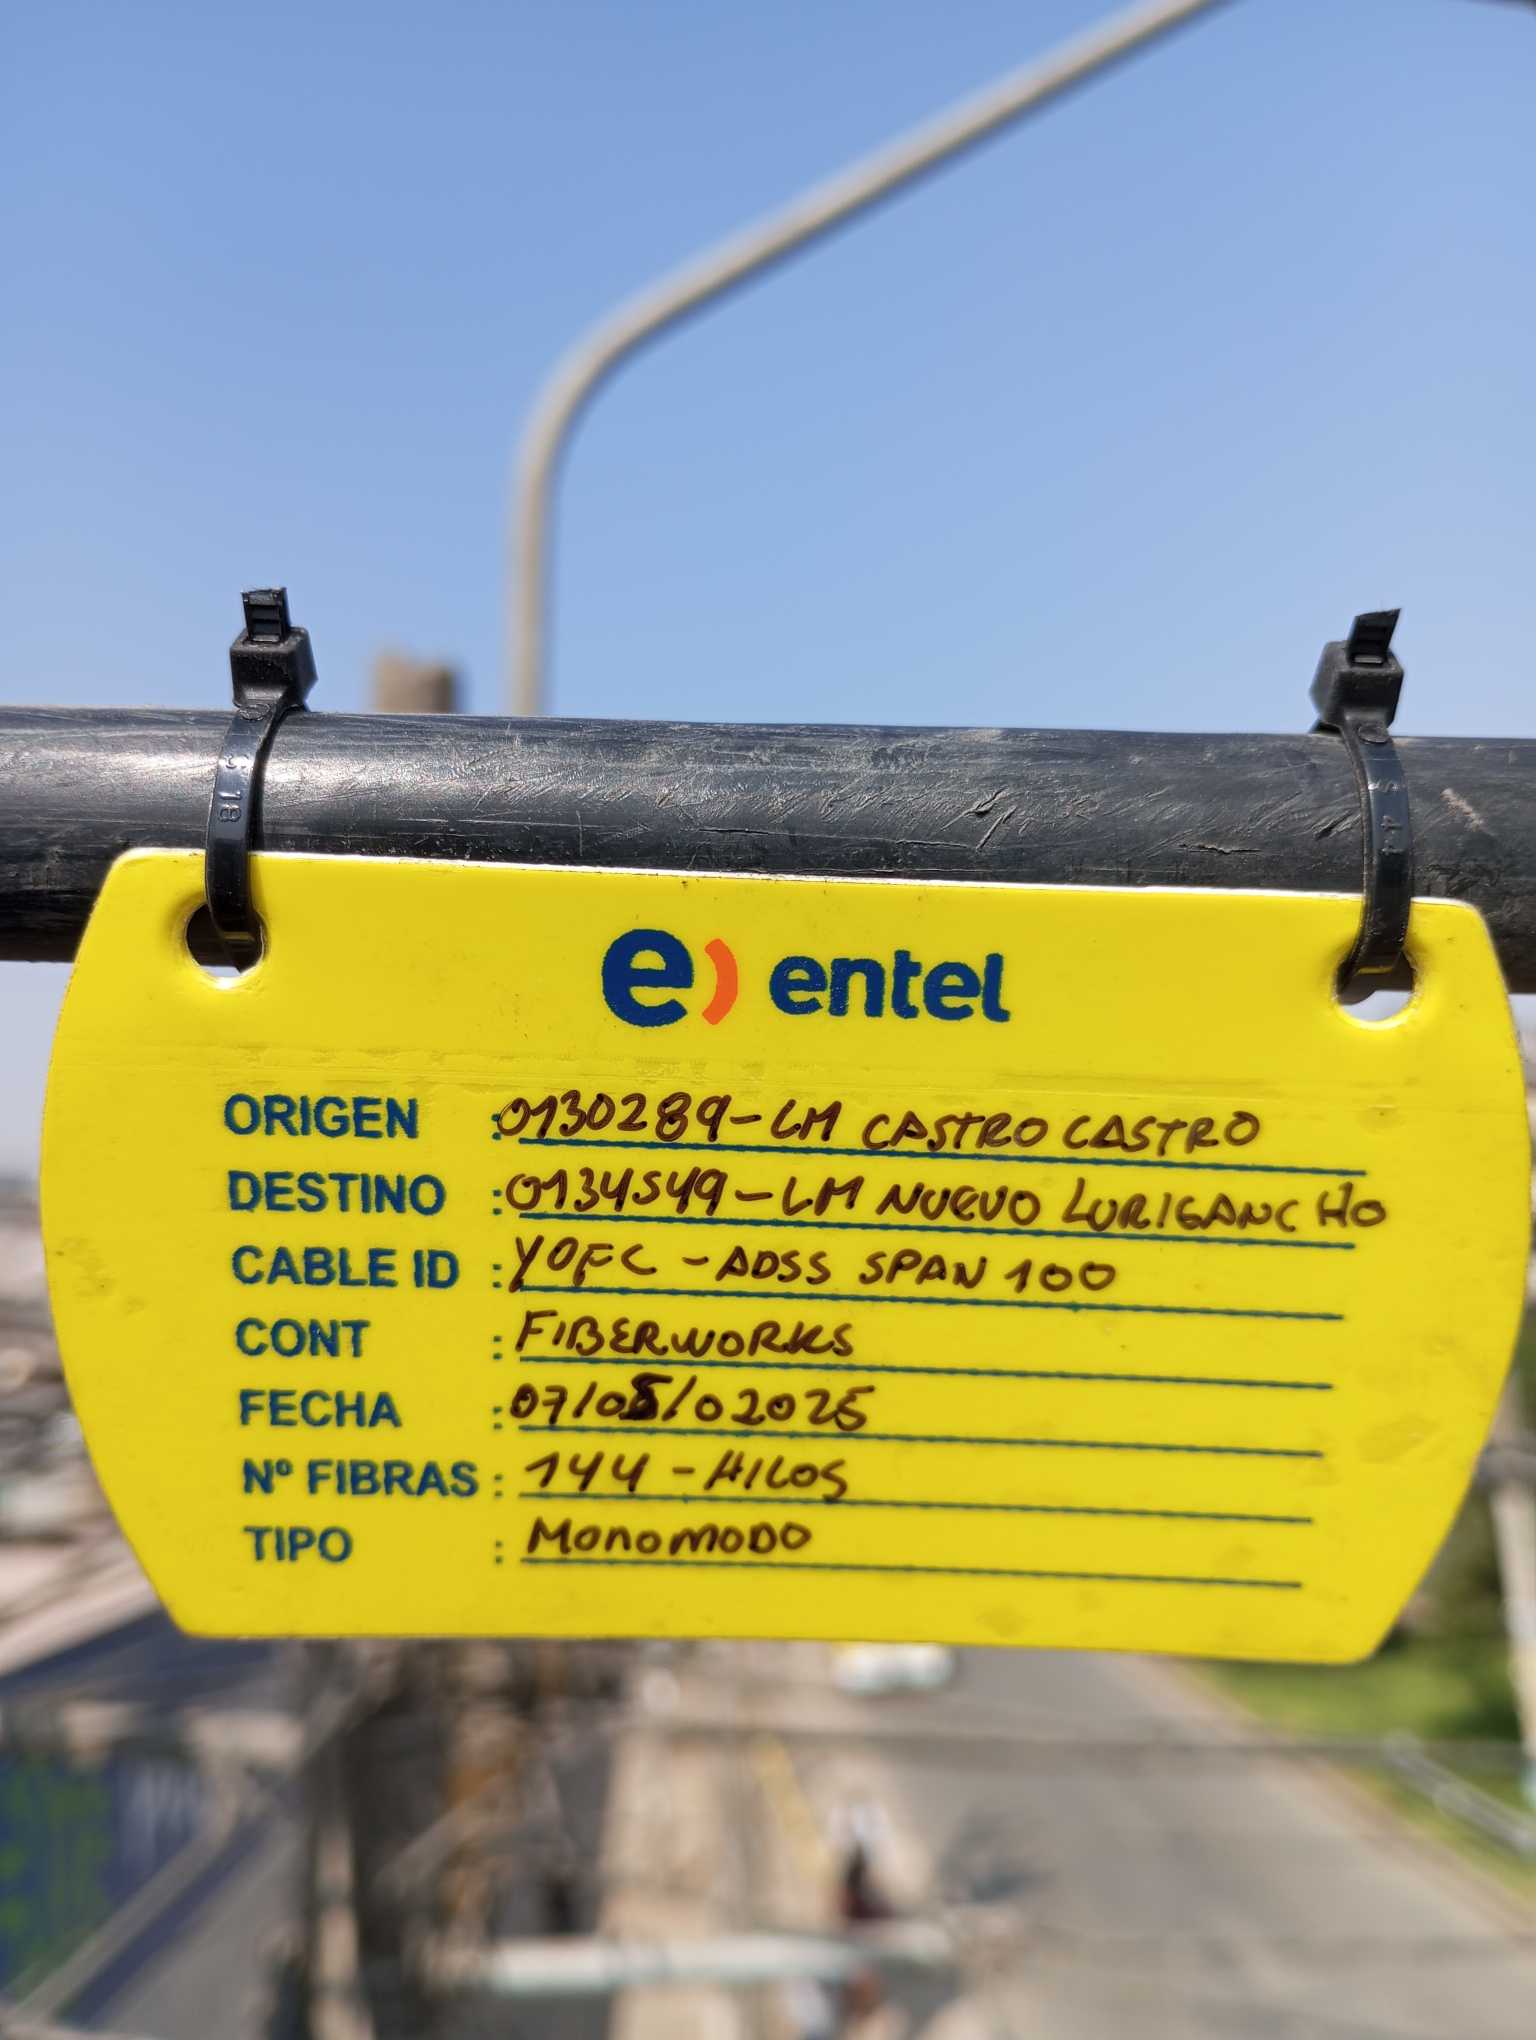 e) entel
ORIGEN : 0130289-LM CASTRO CASTRO
DESTINO : 0134549-LM NUEVO LURIGANCHO
CABLE ID : YOFC - ADSS SPAN 100
CONT : FIBERWORKS
FECHA : 07/05/02025
Nº FIBRAS : 144 - HILOS
TIPO : MONOMODO